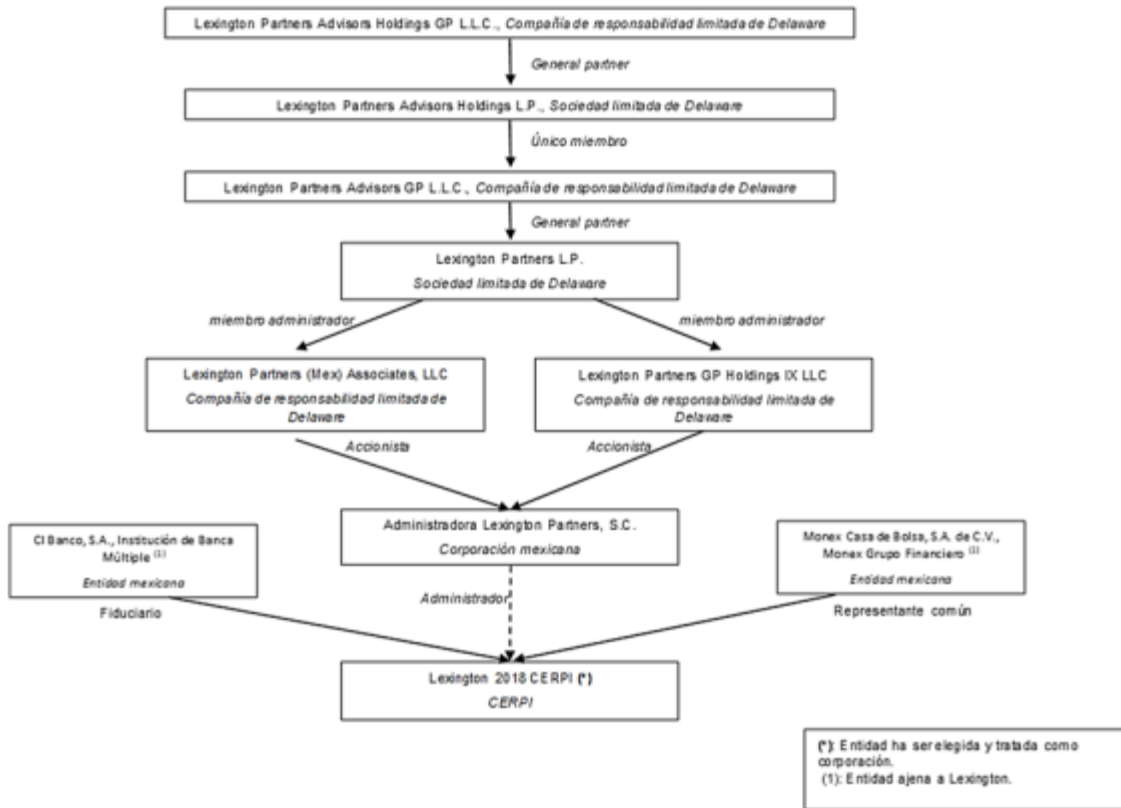 Lexington Partners Advisors Holdings GP L.L.C., Compañía de responsabilidad limitada de Delaware
General partner
Lexington Partners Advisors Holdings L.P., Sociedad limitada de Delaware
Único miembro
Lexington Partners Advisors GP L.L.C., Compañía de responsabilidad limitada de Delaware
General partner
Lexington Partners L.P.
Sociedad limitada de Delaware
miembro administrador
miembro administrador
Lexington Partners (Mex) Associates, LLC
Compañía de responsabilidad limitada de
Delaware
Lexington Partners GP Holdings IX LLC
Compañía de responsabilidad limitada de
Delaware
Accionista
Accionista
CI Banco, S.A., Institución de Banca
Múltiple (1)
Entidad mexicana
Administradora Lexington Partners, S.C.
Corporación mexicana
Monex Casa de Bolsa, S.A. de C.V.,
Monex Grupo Financiero (1)
Entidad mexicana
Fiduciario
Administrador
Representante común
Lexington 2018 CERPI (*)
CERPI
(*): Entidad ha ser elegida y tratada como
corporación.
(1): Entidad ajena a Lexington.